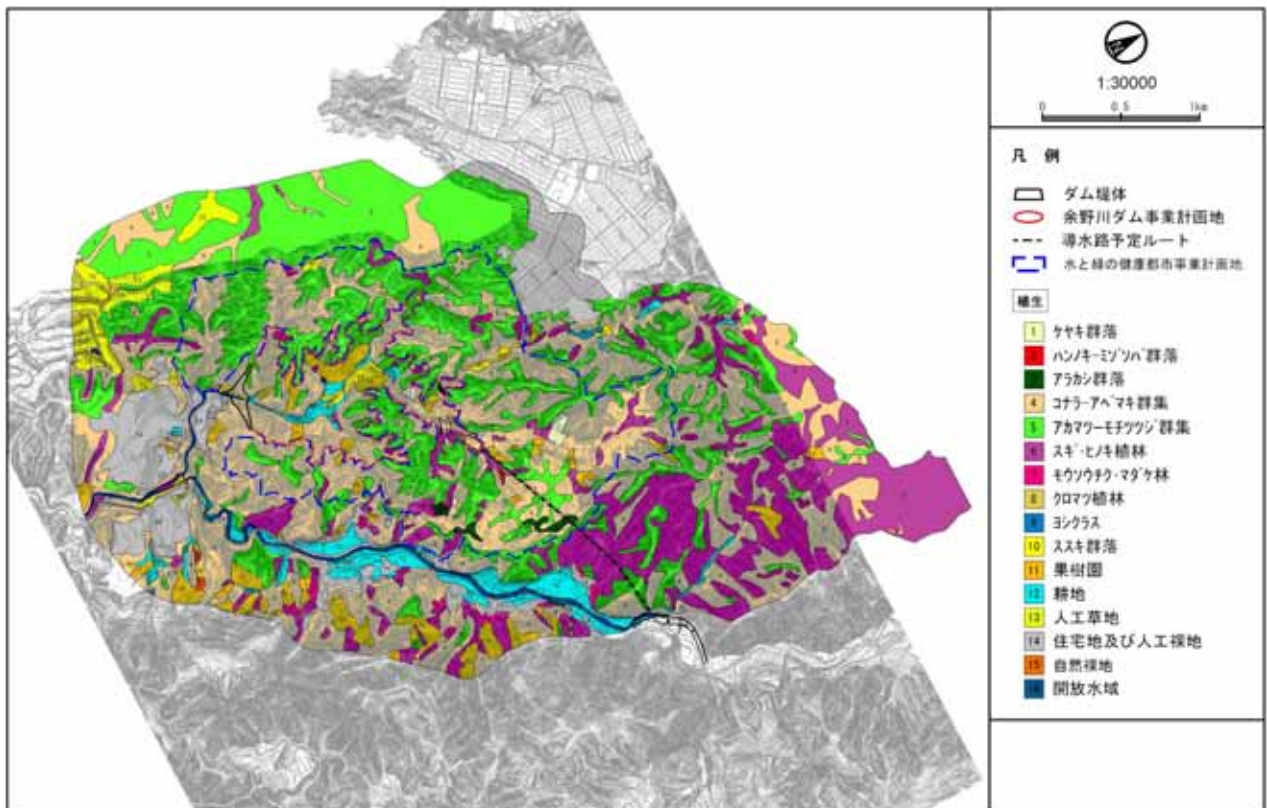 1:30000
0 0.5 1km
凡 例
ダム堤体
余野川ダム事業計画地
導水路予定ルート
水と緑の健康都市事業計画地
植生
1 ケヤキ群落
ハンノキ-ミゾソバ群落
アラカシ群落
4 コナラ-アベマキ群集
5 アカマツ-モチツツジ群集
6 スギ・ヒノキ植林
モウソウチク・マダケ林
8 クロマツ植林
ヨシクラス
10 ススキ群落
11 果樹園
12 耕地
13 人工草地
14 住宅地及び人工裸地
15 自然裸地
開放水域